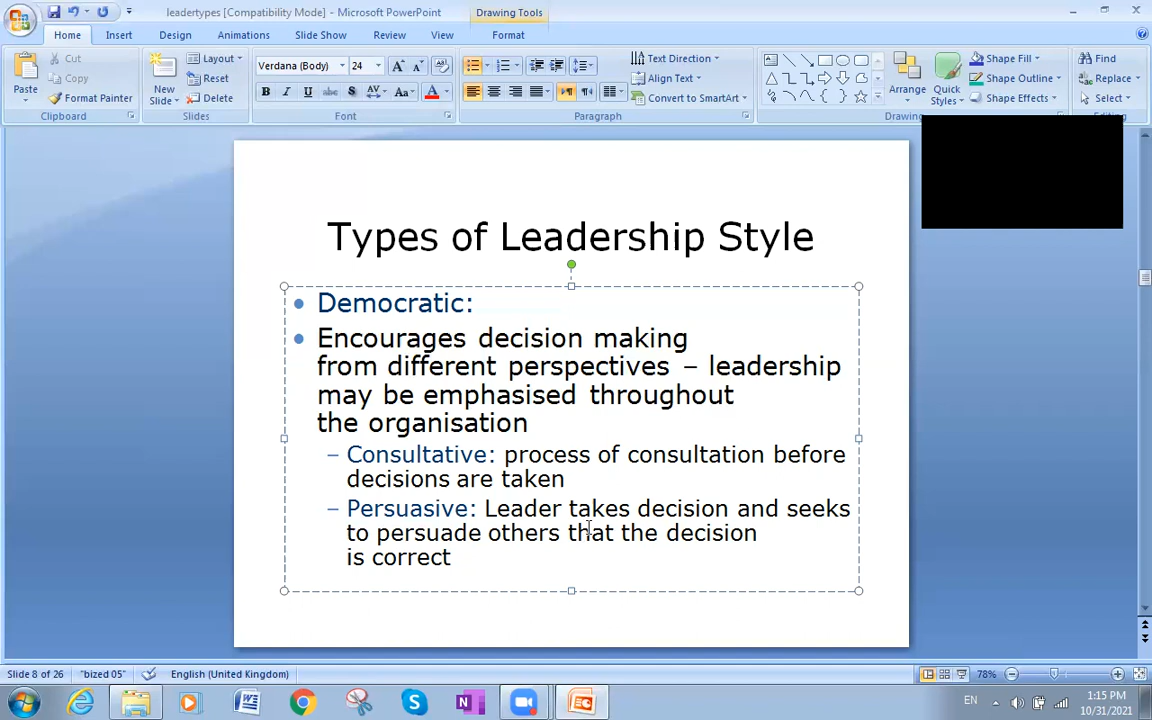 leadertypes [Compatibility Mode] - Microsoft PowerPoint
Drawing Tools
Home Insert Design Animations Slide Show Review View Format
Paste
Cut
Copy
Format Painter
Clipboard
New Slide
Layout
Reset
Delete
Slides
Verdana (Body) 24
B I U abc S AV Aa A
Font
Text Direction
Align Text
Convert to SmartArt
Paragraph
Arrange
Quick Styles
Shape Fill
Shape Outline
Shape Effects
Find
Replace
Select
Types of Leadership Style
• Democratic:
• Encourages decision making
from different perspectives – leadership
may be emphasised throughout
the organisation
– Consultative: process of consultation before
decisions are taken
– Persuasive: Leader takes decision and seeks
to persuade others that the decision
is correct
Slide 8 of 26 "bized 05" English (United Kingdom) 78%
EN 1:15 PM
10/31/2021